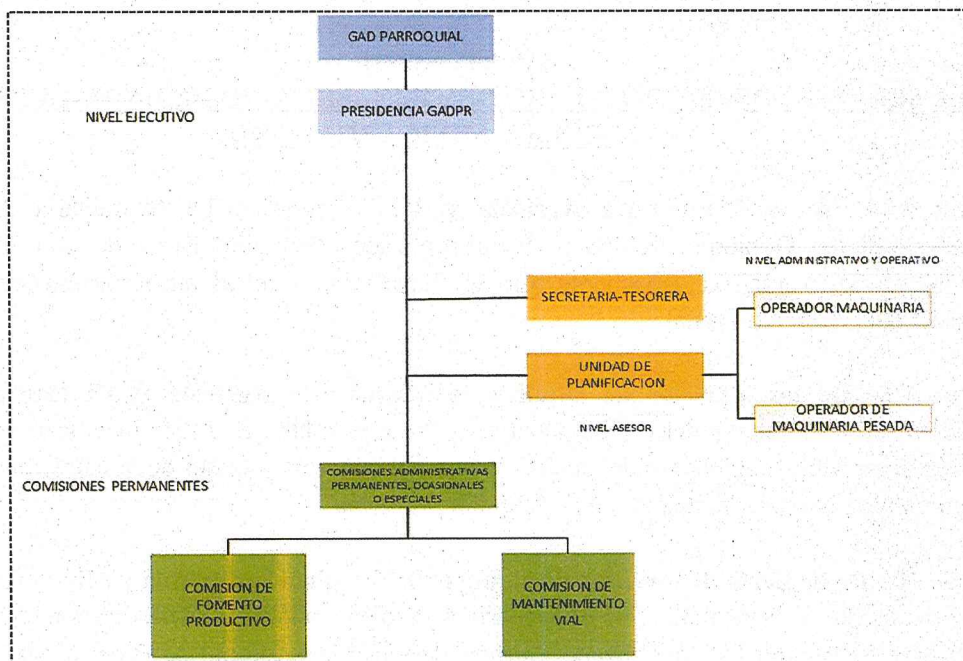 GAD PARROQUIAL
PRESIDENCIA GADPR
NIVEL EJECUTIVO
NIVEL ADMINISTRATIVO Y OPERATIVO
SECRETARIA-TESORERA
OPERADOR MAQUINARIA
UNIDAD DE
PLANIFICACION
OPERADOR DE
MAQUINARIA PESADA
NIVEL ASESOR
COMISIONES PERMANENTES
COMISIONES ADMINISTRATIVAS
PERMANENTES, OCASIONALES
O ESPECIALES
COMISION DE
FOMENTO
PRODUCTIVO
COMISION DE
MANTENIMIENTO
VIAL